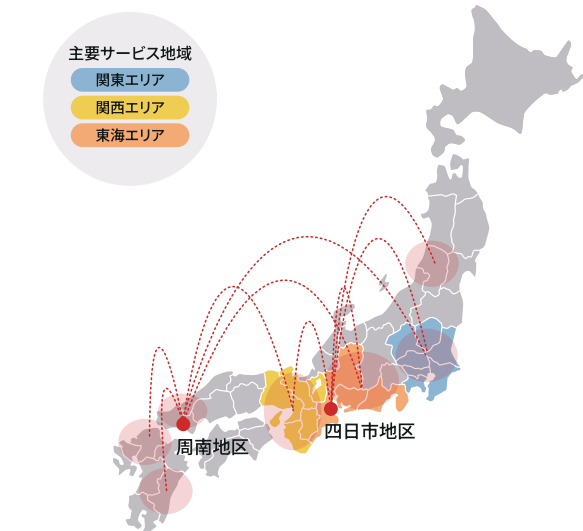 主要サービス地域
関東エリア
関西エリア
東海エリア
四日市地区
周南地区